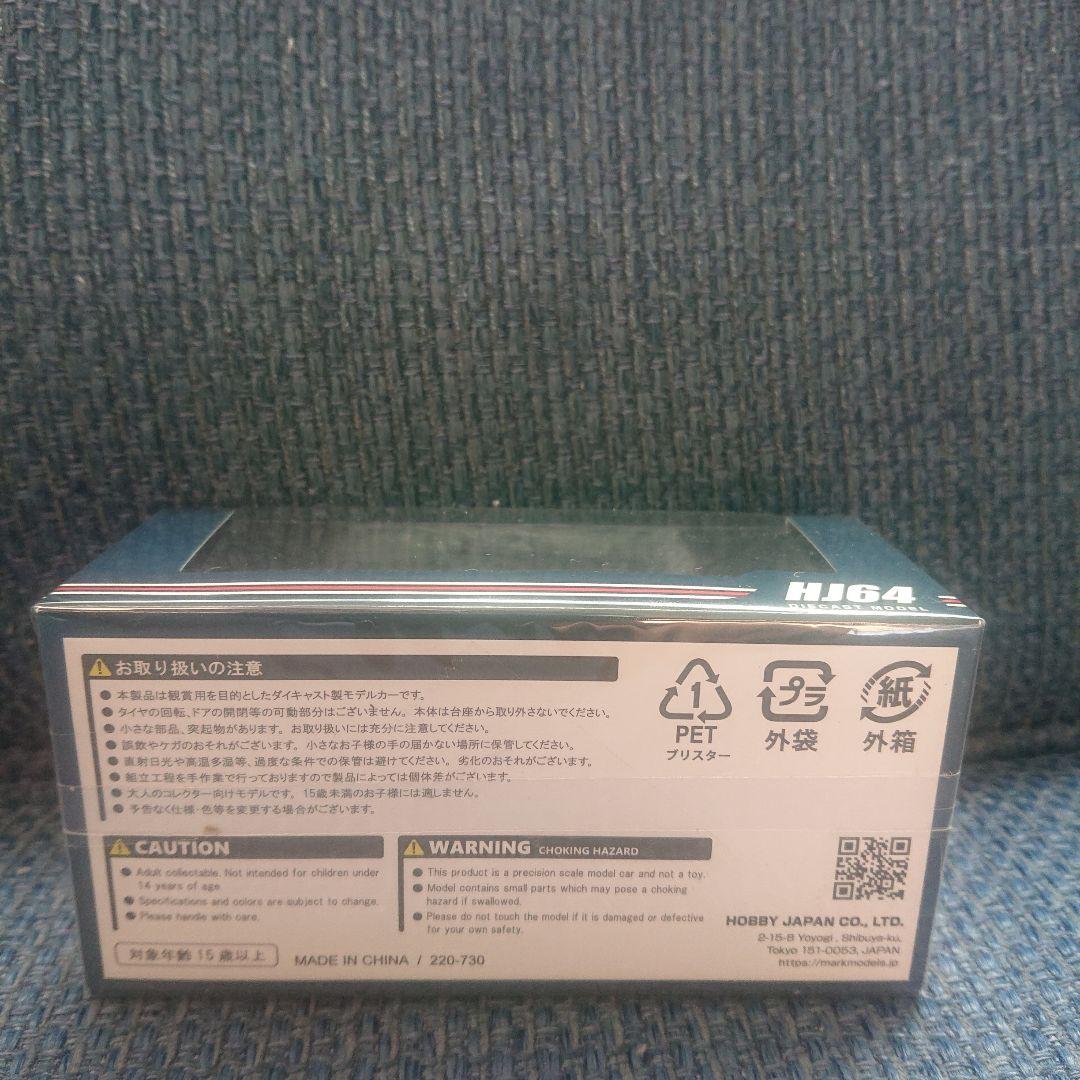 HJ64
DIECAST MODEL
お取り扱いの注意
● 本製品は観賞用を目的としたダイキャスト製モデルカーです。
● タイヤの回転、ドアの開閉等の可動部分はございません。本体は台座から取り外さないでください。
● 小さな部品、突起物があります。お取り扱いには充分に注意してください。
● 誤飲やケガのおそれがございます。小さなお子様の手の届かない場所に保管してください。
● 直射日光や高温多湿等、過度な条件での保管は避けてください。劣化のおそれがございます。
● 組立工程を手作業で行っておりますので製品によっては個体差がございます。
● 大人のコレクター向けモデルです。15歳未満のお子様には適しません。
● 予告なく仕様・色等を変更する場合がございます。
1
PET
ブリスター
プラ
外袋
紙
外箱
CAUTION
● Adult collectable. Not intended for children under
14 years of age.
● Specifications and colors are subject to change.
● Please handle with care.
WARNING CHOKING HAZARD
● This product is a precision scale model car and not a toy.
● Model contains small parts which may pose a choking
hazard if swallowed.
● Please do not touch the model if it is damaged or defective
for your own safety.
対象年齢15歳以上
MADE IN CHINA / 220-730
HOBBY JAPAN CO., LTD.
2-15-8 Yoyogi, Shibuya-ku,
Tokyo 151-0053, JAPAN
https://markmodels.jp